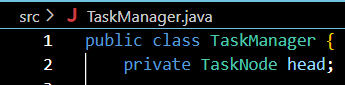 src > J TaskManager.java
1 public class TaskManager {
2 private TaskNode head;